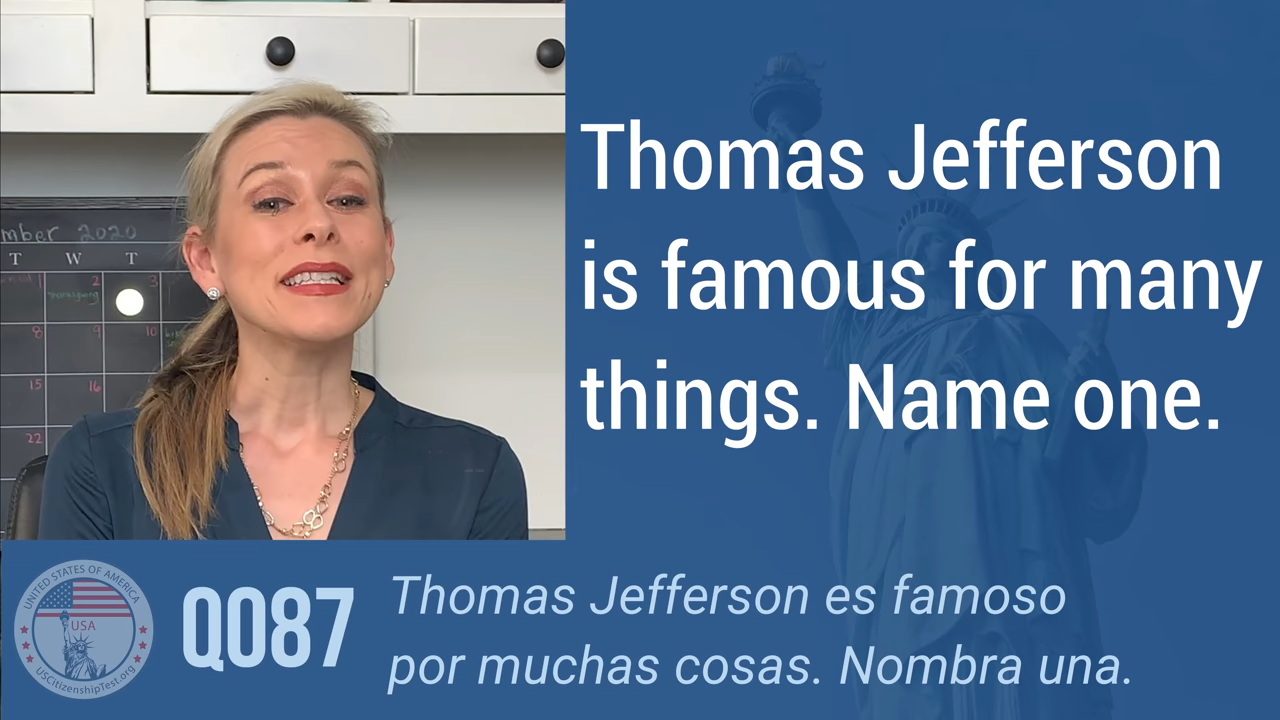 Thomas Jefferson
is famous for many
things. Name one.
mber 2020
T W T
1 2 3
8 9 10
15 16
22
UNITED STATES OF AMERICA
USA
USCitizenshipTest.org
Q087
Thomas Jefferson es famoso
por muchas cosas. Nombra una.